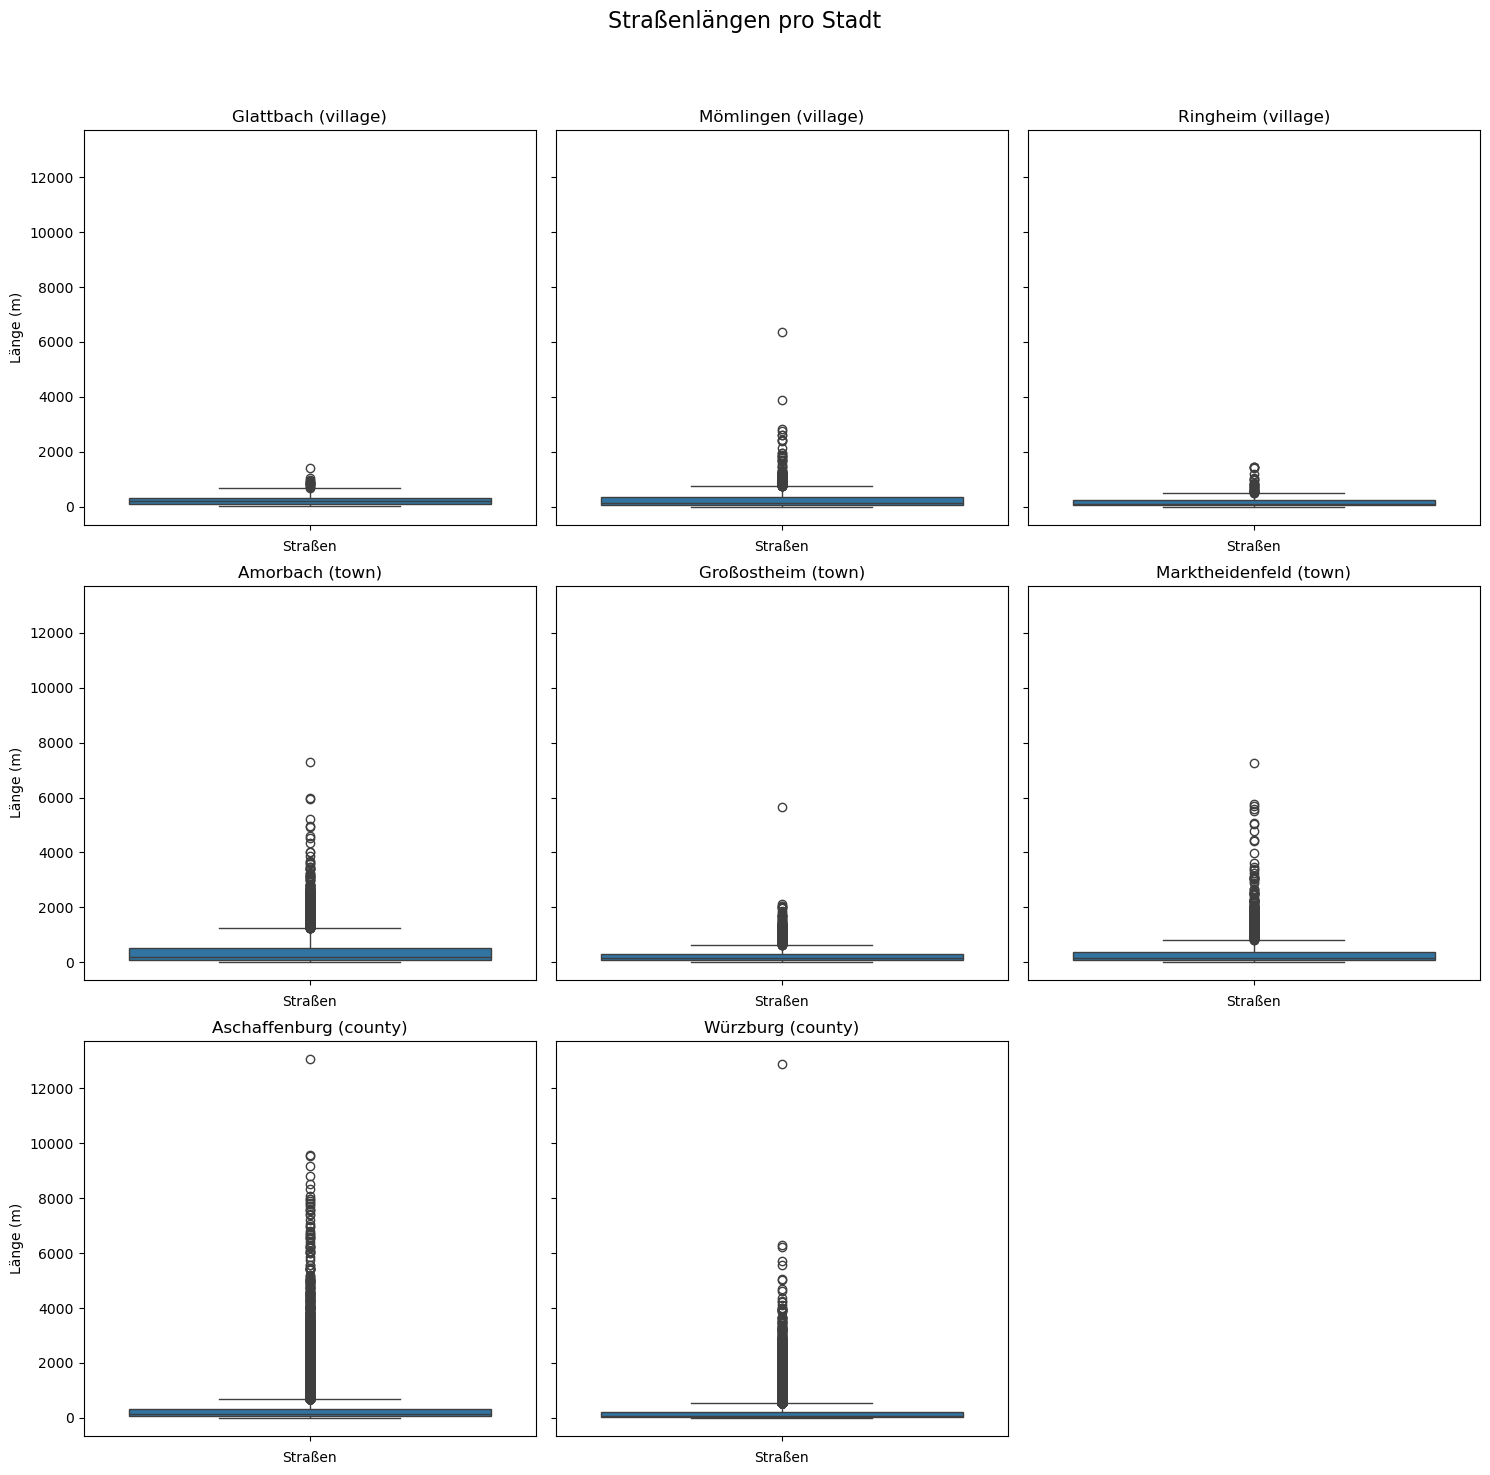 Straßenlängen pro Stadt
Glattbach (village)
Mömlingen (village)
Ringheim (village)
12000
10000
8000
6000
4000
2000
0
Länge (m)
Straßen
Straßen
Straßen
Amorbach (town)
Großostheim (town)
Marktheidenfeld (town)
12000
10000
8000
6000
4000
2000
0
Länge (m)
Straßen
Straßen
Straßen
Aschaffenburg (county)
Würzburg (county)
12000
10000
8000
6000
4000
2000
0
Länge (m)
Straßen
Straßen